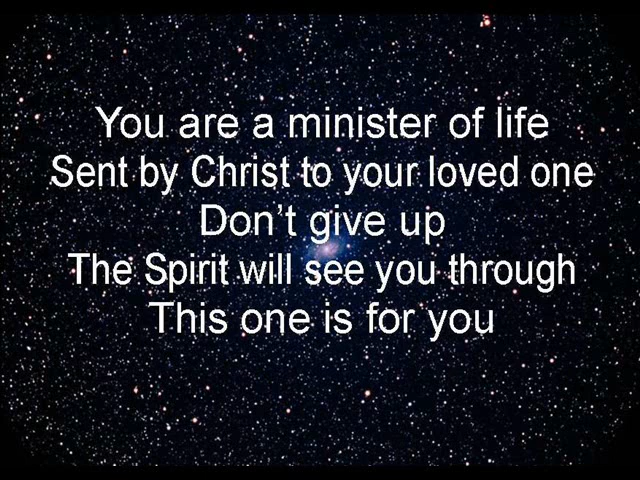 You are a minister of life
Sent by Christ to your loved one
Don’t give up
The Spirit will see you through
This one is for you